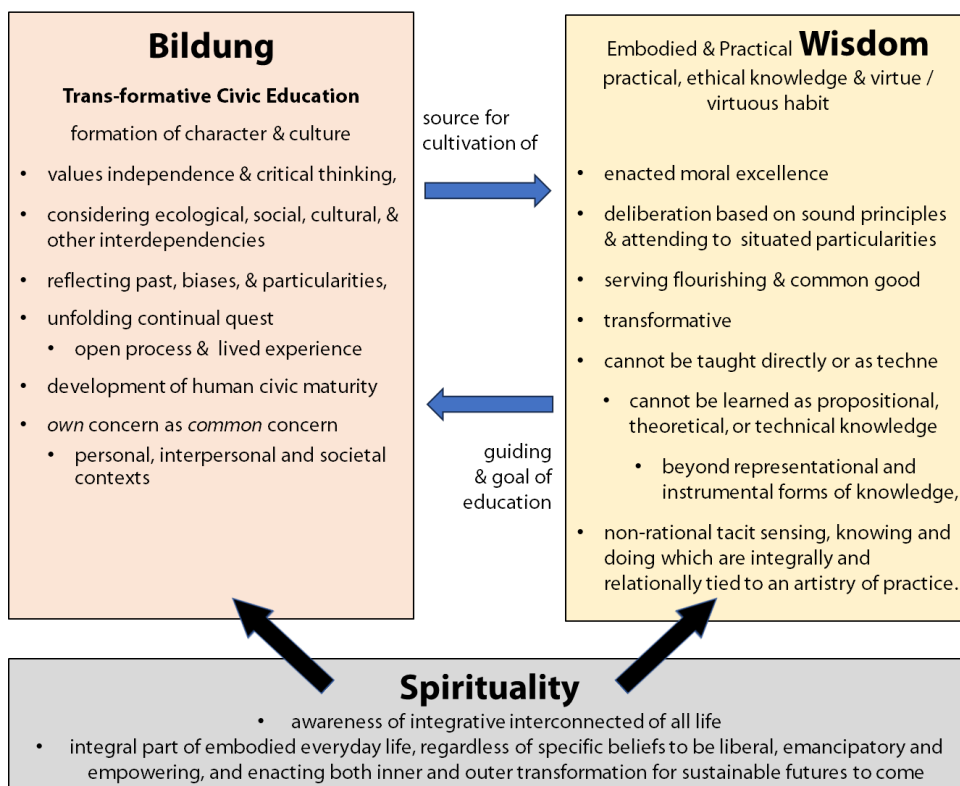 Bildung
Trans-formative Civic Education
formation of character & culture
• values independence & critical thinking,
• considering ecological, social, cultural, &
other interdependencies
• reflecting past, biases, & particularities,
• unfolding continual quest
• open process & lived experience
• development of human civic maturity
• own concern as common concern
• personal, interpersonal and societal
contexts
source for
cultivation of
guiding
& goal of
education
Embodied & Practical Wisdom
practical, ethical knowledge & virtue /
virtuous habit
• enacted moral excellence
• deliberation based on sound principles
& attending to situated particularities
• serving flourishing & common good
• transformative
• cannot be taught directly or as techne
• cannot be learned as propositional,
theoretical, or technical knowledge
• beyond representational and
instrumental forms of knowledge,
• non-rational tacit sensing, knowing and
doing which are integrally and
relationally tied to an artistry of practice.
Spirituality
• awareness of integrative interconnected of all life
• integral part of embodied everyday life, regardless of specific beliefs to be liberal, emancipatory and
empowering, and enacting both inner and outer transformation for sustainable futures to come